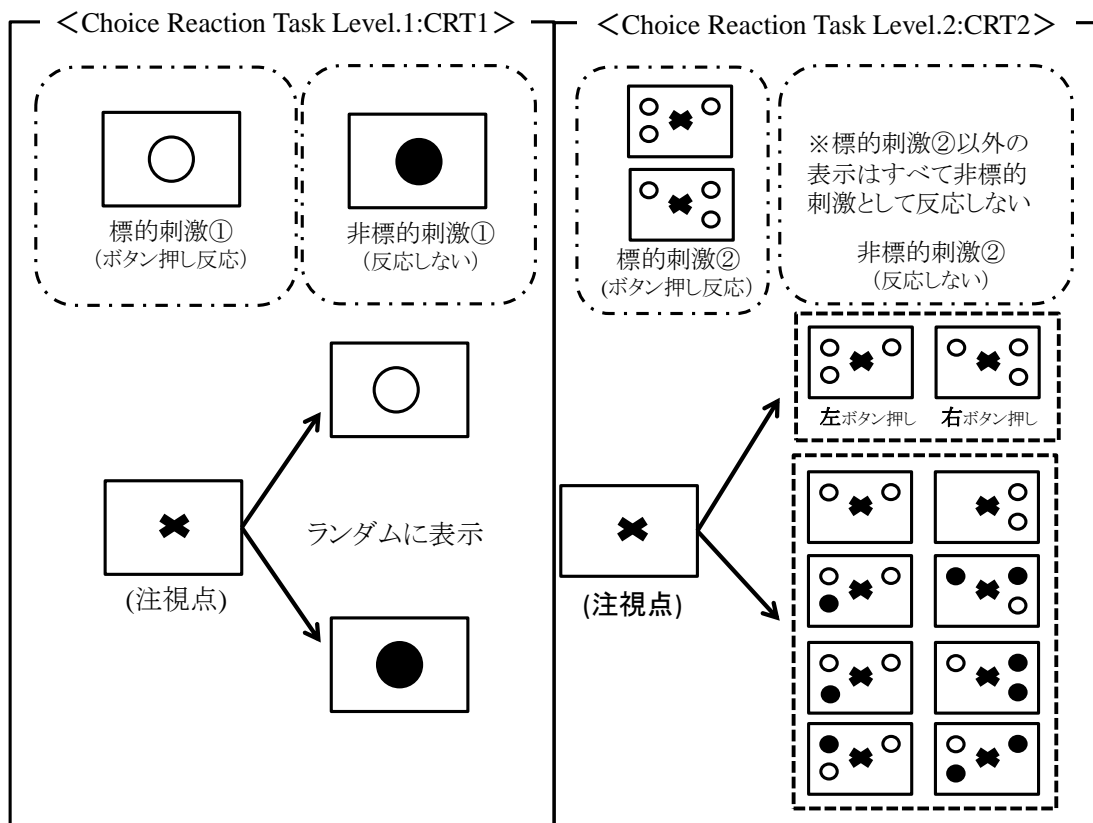 ＜Choice Reaction Task Level.1:CRT1＞
標的刺激①
（ボタン押し反応）
非標的刺激①
（反応しない）
ランダムに表示
(注視点)
＜Choice Reaction Task Level.2:CRT2＞
標的刺激②
（ボタン押し反応）
※標的刺激②以外の
表示はすべて非標的
刺激として反応しない
非標的刺激②
（反応しない）
左ボタン押し
右ボタン押し
(注視点)